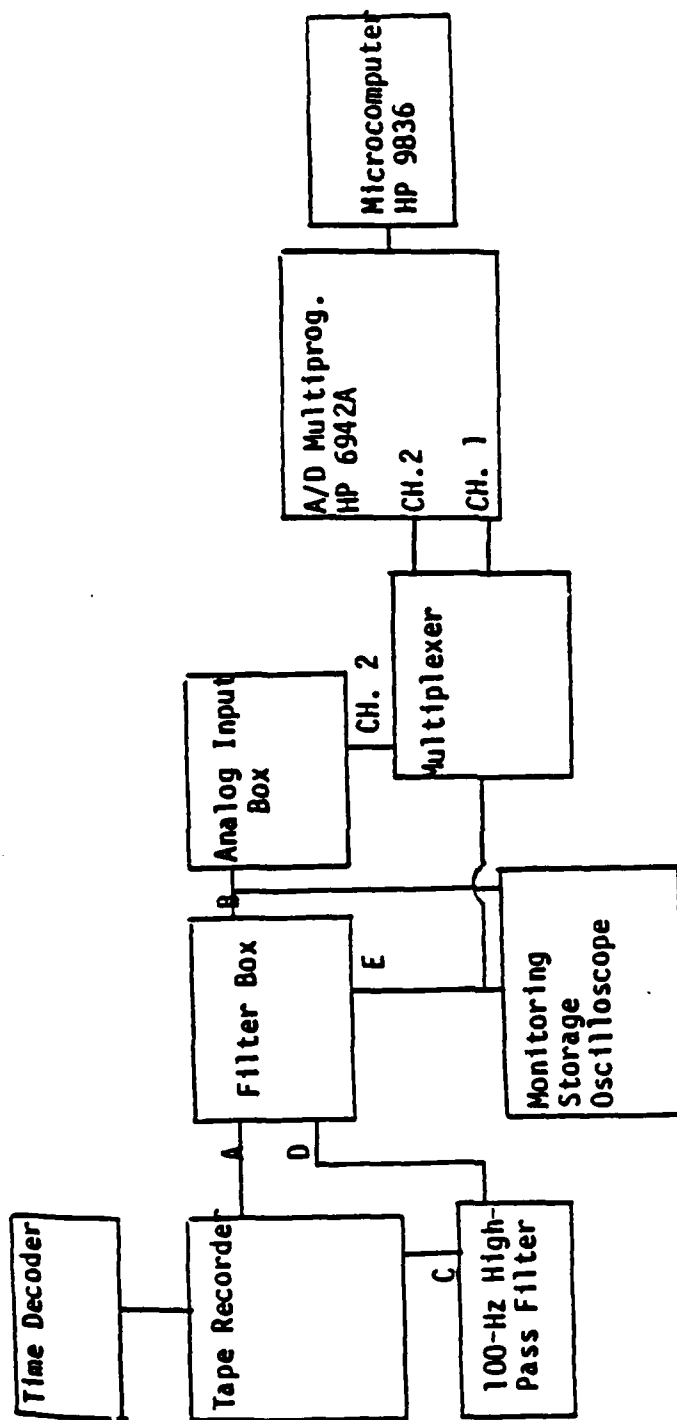 Time Decoder
Tape Recorder
C
100-Hz High-
Pass Filter
A
D
Filter Box
B
E
Monitoring
Storage
Oscilloscope
Analog Input
Box
CH. 2
Multiplexer
A/D Multiprog.
HP 6942A
CH.2
CH. 1
Microcomputer
HP 9836